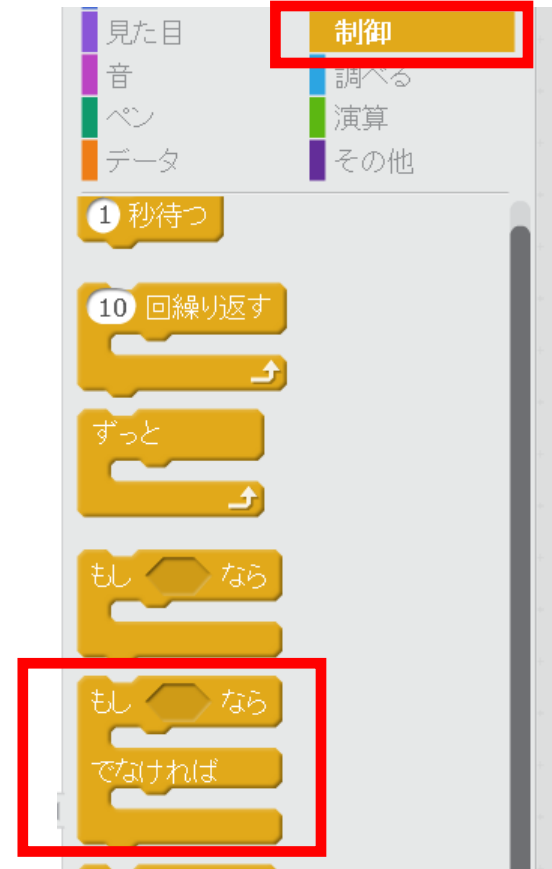 見た目 制御
音 調べる
ペン 演算
データ その他
1 秒待つ
10 回繰り返す
ずっと
もし なら
もし なら
でなければ